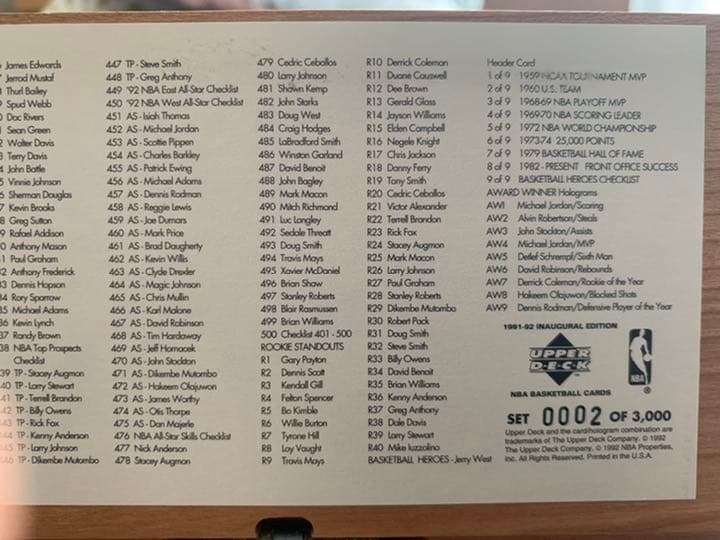 James Edwards
Jerrod Mustaf
Thurl Bailey
Spud Webb
Doc Rivers
Sean Green
Walter Davis
Terry Davis
John Battle
Vinnie Johnson
Sherman Douglas
Kevin Brooks
Greg Sutton
Rafael Addison
Anthony Mason
Paul Graham
Anthony Frederick
Dennis Hopson
Rory Sparrow
Michael Adams
Kevin Lynch
Randy Brown
38 NBA Top Prospects
Checklist
39 TP - Stacey Augmon
40 TP - Larry Stewart
41 TP - Terrell Brandon
42 TP - Billy Owens
43 TP - Rick Fox
44 TP - Kenny Anderson
45 TP - Larry Johnson
446 TP - Dikembe Mutombo
447 TP - Steve Smith
448 TP - Greg Anthony
449 '92 NBA East All-Star Checklist
450 '92 NBA West All-Star Checklist
451 AS - Isiah Thomas
452 AS - Michael Jordan
453 AS - Scottie Pippen
454 AS - Charles Barkley
455 AS - Patrick Ewing
456 AS - Michael Adams
457 AS - Dennis Rodman
458 AS - Reggie Lewis
459 AS - Joe Dumars
460 AS - Mark Price
461 AS - Brad Daugherty
462 AS - Kevin Willis
463 AS - Clyde Drexler
464 AS - Magic Johnson
465 AS - Chris Mullin
466 AS - Karl Malone
467 AS - David Robinson
468 AS - Tim Hardaway
469 AS - Jeff Hornacek
470 AS - John Stockton
471 AS - Dikembe Mutombo
472 AS - Hakeem Olajuwon
473 AS - James Worthy
474 AS - Otis Thorpe
475 AS - Dan Majerle
476 NBA All-Star Skills Checklist
477 Nick Anderson
478 Stacey Augmon
479 Cedric Ceballos
480 Larry Johnson
481 Shawn Kemp
482 John Starks
483 Doug West
484 Craig Hodges
485 LaBradford Smith
486 Winston Garland
487 David Benoit
488 John Bagley
489 Mark Macon
490 Mitch Richmond
491 Luc Longley
492 Sedale Threatt
493 Doug Smith
494 Travis Mays
495 Xavier McDaniel
496 Brian Shaw
497 Stanley Roberts
498 Blair Rasmussen
499 Brian Williams
500 Checklist 401 - 500
ROOKIE STANDOUTS
R1 Gary Payton
R2 Dennis Scott
R3 Kendall Gill
R4 Felton Spencer
R5 Bo Kimble
R6 Willie Burton
R7 Tyrone Hill
R8 Loy Vaught
R9 Travis Mays
R10 Derrick Coleman
R11 Duane Causwell
R12 Dee Brown
R13 Gerald Glass
R14 Jayson Williams
R15 Elden Campbell
R16 Negele Knight
R17 Chris Jackson
R18 Danny Ferry
R19 Tony Smith
R20 Cedric Ceballos
R21 Victor Alexander
R22 Terrell Brandon
R23 Rick Fox
R24 Stacey Augmon
R25 Mark Macon
R26 Larry Johnson
R27 Paul Graham
R28 Stanley Roberts
R29 Dikembe Mutombo
R30 Robert Pack
R31 Doug Smith
R32 Steve Smith
R33 Billy Owens
R34 David Benoit
R35 Brian Williams
R36 Kenny Anderson
R37 Greg Anthony
R38 Dale Davis
R39 Larry Stewart
R40 Mike Iuzzolino
BASKETBALL HEROES - Jerry West
Header Card
1 of 9 1959 NCAA TOURNAMENT MVP
2 of 9 1960 U.S. TEAM
3 of 9 1968-69 NBA PLAYOFF MVP
4 of 9 1969-70 NBA SCORING LEADER
5 of 9 1972 NBA WORLD CHAMPIONSHIP
6 of 9 1973-74 25,000 POINTS
7 of 9 1979 BASKETBALL HALL OF FAME
8 of 9 1982 - PRESENT FRONT OFFICE SUCCESS
9 of 9 BASKETBALL HEROES CHECKLIST
AWARD WINNER Holograms
AW1 Michael Jordan/Scoring
AW2 Alvin Robertson/Steals
AW3 John Stockton/Assists
AW4 Michael Jordan/MVP
AW5 Detlef Schrempf/Sixth Man
AW6 David Robinson/Rebounds
AW7 Derrick Coleman/Rookie of the Year
AW8 Hakeem Olajuwon/Blocked Shots
AW9 Dennis Rodman/Defensive Player of the Year
1991-92 INAUGURAL EDITION
UPPER
DECK
NBA
NBA BASKETBALL CARDS
SET 0002 OF 3,000
Upper Deck and the card/hologram combination are
trademarks of The Upper Deck Company. © 1992
The Upper Deck Company. © 1992 NBA Properties,
Inc. All Rights Reserved. Printed in the U.S.A.